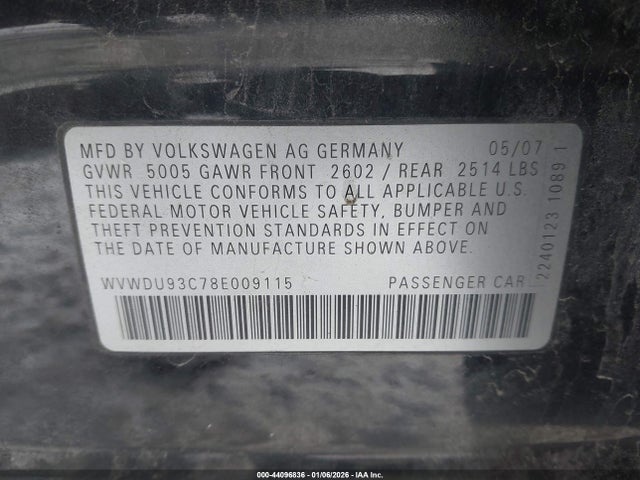 MFD BY VOLKSWAGEN AG GERMANY 05/07
GVWR 5005 GAWR FRONT 2602 / REAR 2514 LBS
THIS VEHICLE CONFORMS TO ALL APPLICABLE U.S.
FEDERAL MOTOR VEHICLE SAFETY, BUMPER AND
THEFT PREVENTION STANDARDS IN EFFECT ON
THE DATE OF MANUFACTURE SHOWN ABOVE.
WVWDU93C78E009115 PASSENGER CAR
2240123 1089 1
000-44096836 - 01/06/2026 - IAA Inc.